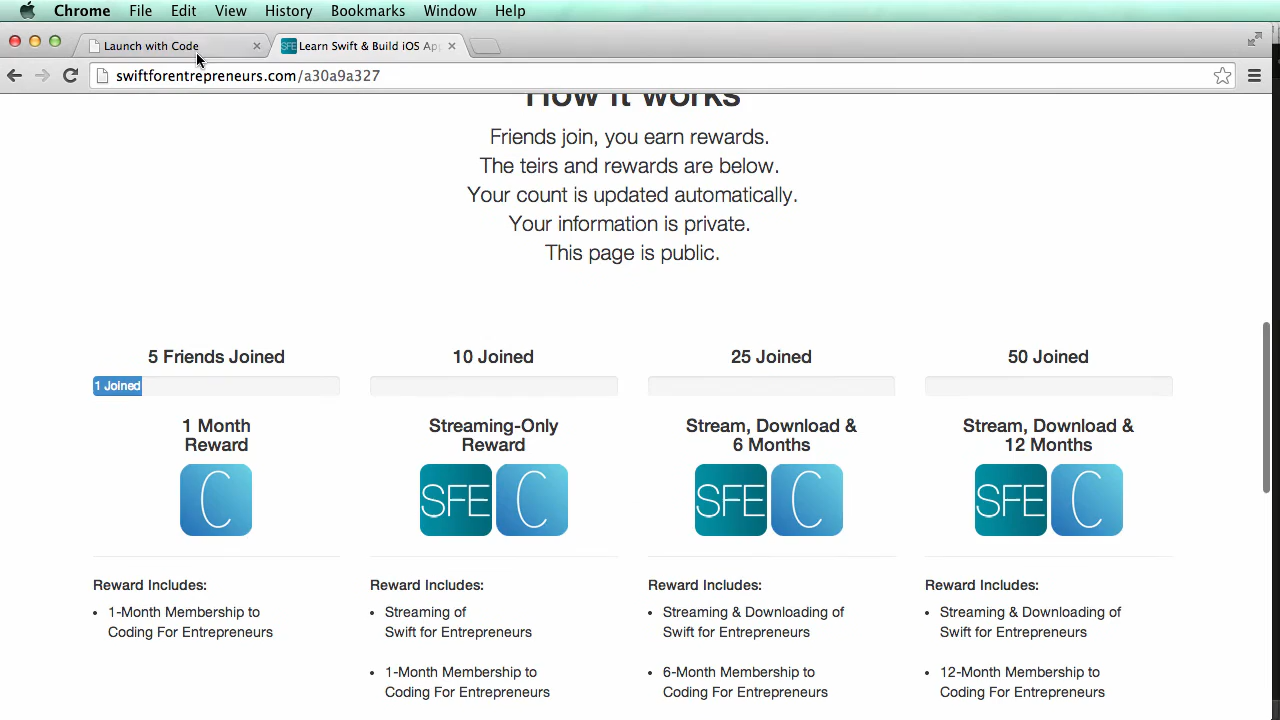 Chrome File Edit View History Bookmarks Window Help
Launch with Code
Learn Swift & Build iOS Ap
swiftforentrepreneurs.com/a30a9a327
How it works
Friends join, you earn rewards.
The teirs and rewards are below.
Your count is updated automatically.
Your information is private.
This page is public.
5 Friends Joined
1 Joined
1 Month
Reward
C
Reward Includes:
• 1-Month Membership to
Coding For Entrepreneurs
10 Joined
Streaming-Only
Reward
SFE C
Reward Includes:
• Streaming of
Swift for Entrepreneurs
• 1-Month Membership to
Coding For Entrepreneurs
25 Joined
Stream, Download &
6 Months
SFE C
Reward Includes:
• Streaming & Downloading of
Swift for Entrepreneurs
• 6-Month Membership to
Coding For Entrepreneurs
50 Joined
Stream, Download &
12 Months
SFE C
Reward Includes:
• Streaming & Downloading of
Swift for Entrepreneurs
• 12-Month Membership to
Coding For Entrepreneurs